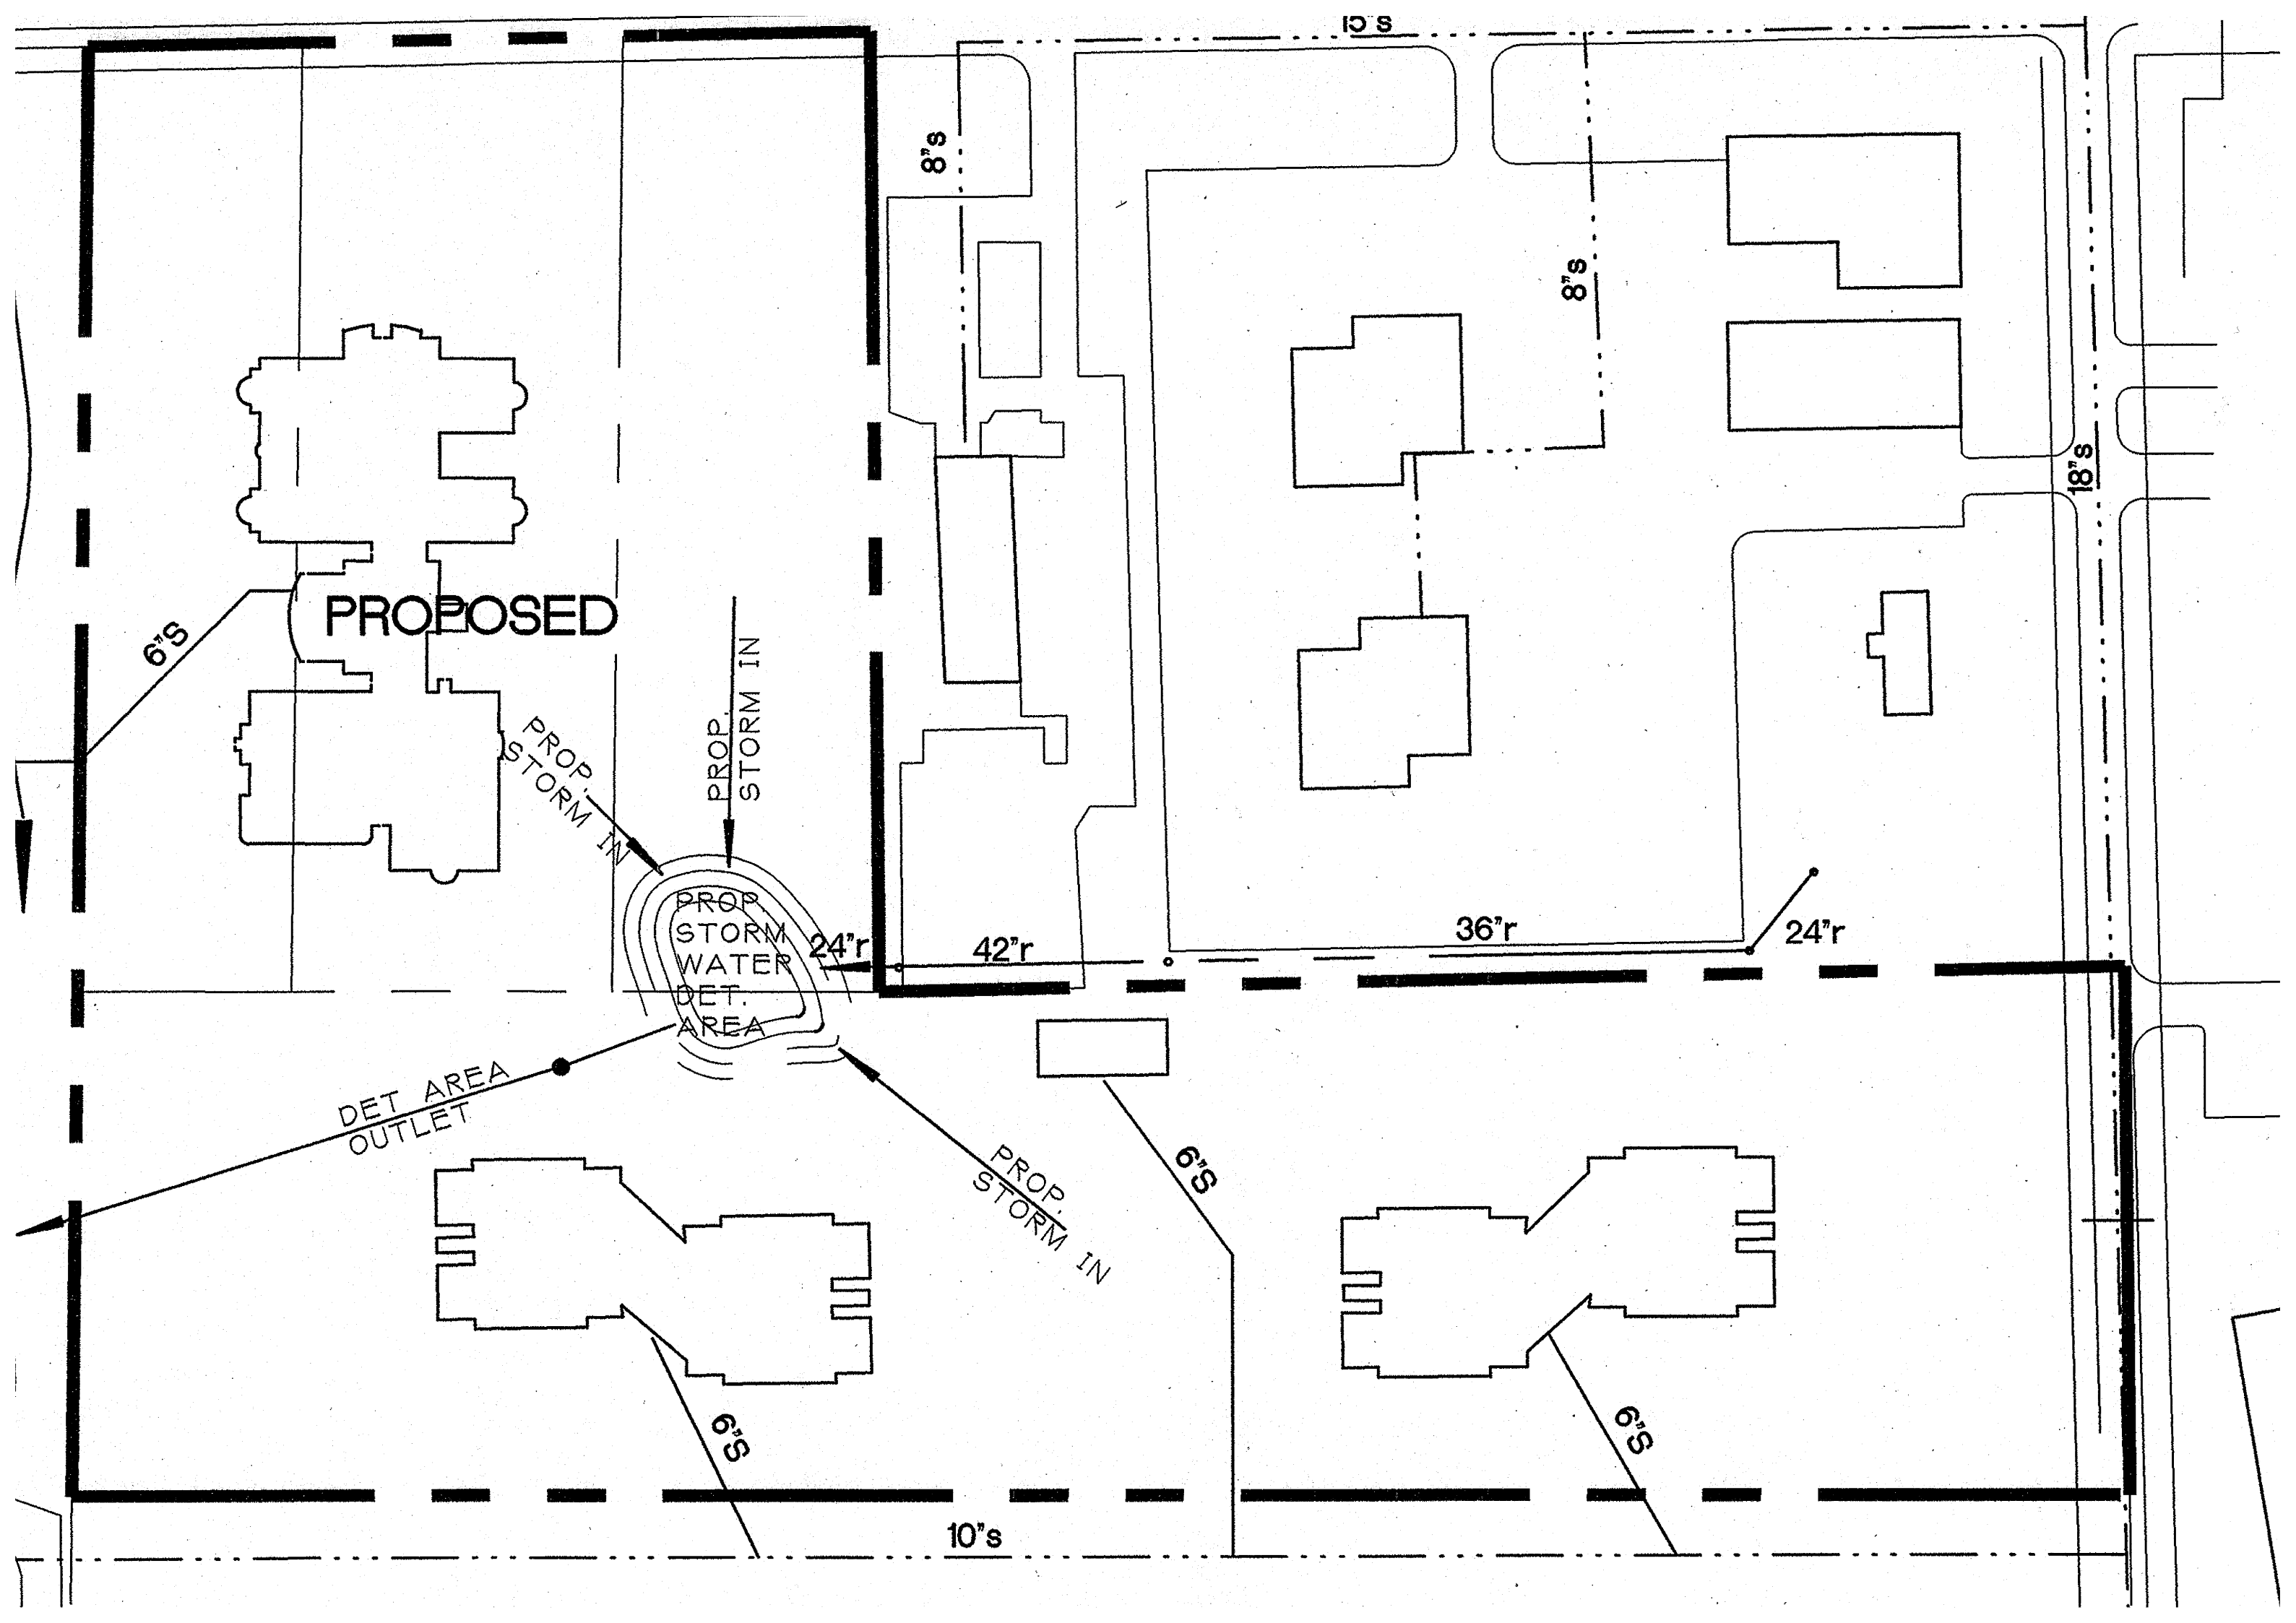 15"s
8"s
8"s
18"s
PROPOSED
6"S
PROP.
STORM IN
PROP.
STORM IN
PROP.
STORM
WATER
DET.
AREA
24"r
42"r
36"r
24"r
DET AREA
OUTLET
PROP.
STORM IN
6"S
6"S
6"S
10"s